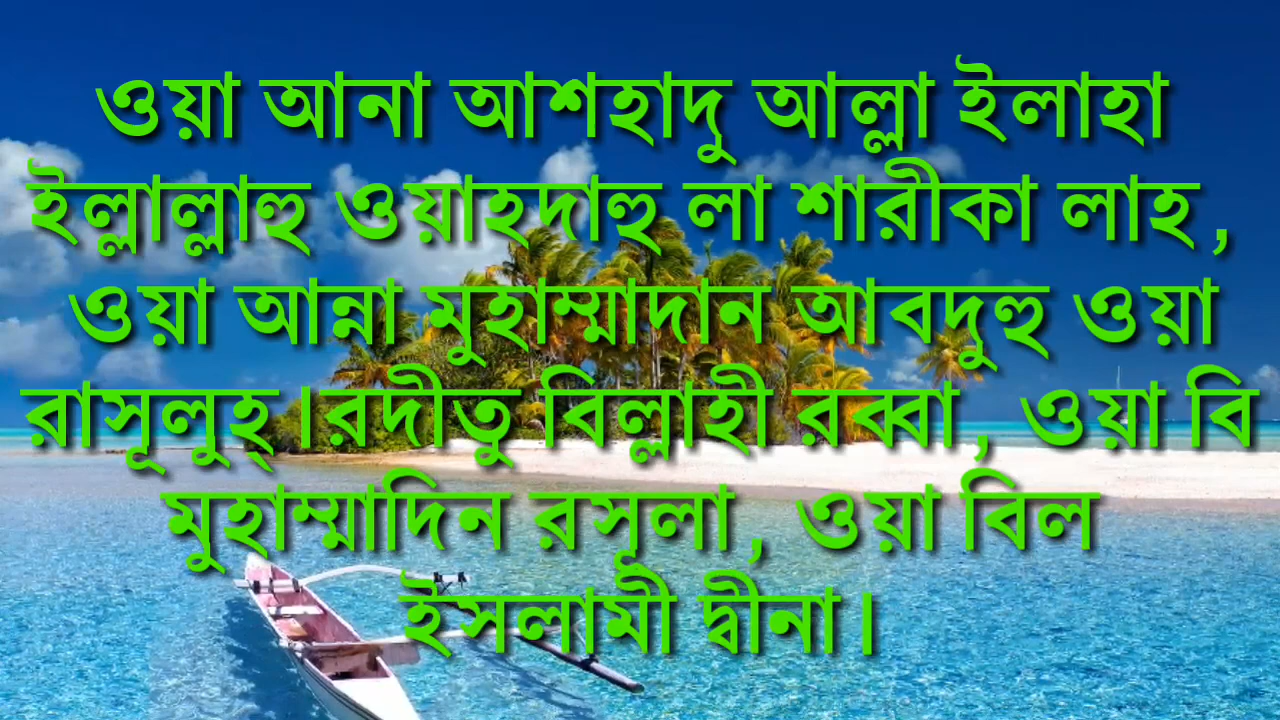 ওয়া আনা আশহাদু আল্লা ইলাহা
ইল্লাল্লাহু ওয়াহদাহু লা শারীকা লাহ,
ওয়া আন্না মুহাম্মাদান আবদুহু ওয়া
রাসূলুহ্।রদীতু বিল্লাহী রব্বা, ওয়া বি
মুহাম্মাদিন রসূলা, ওয়া বিল
ইসলামী দ্বীনা।